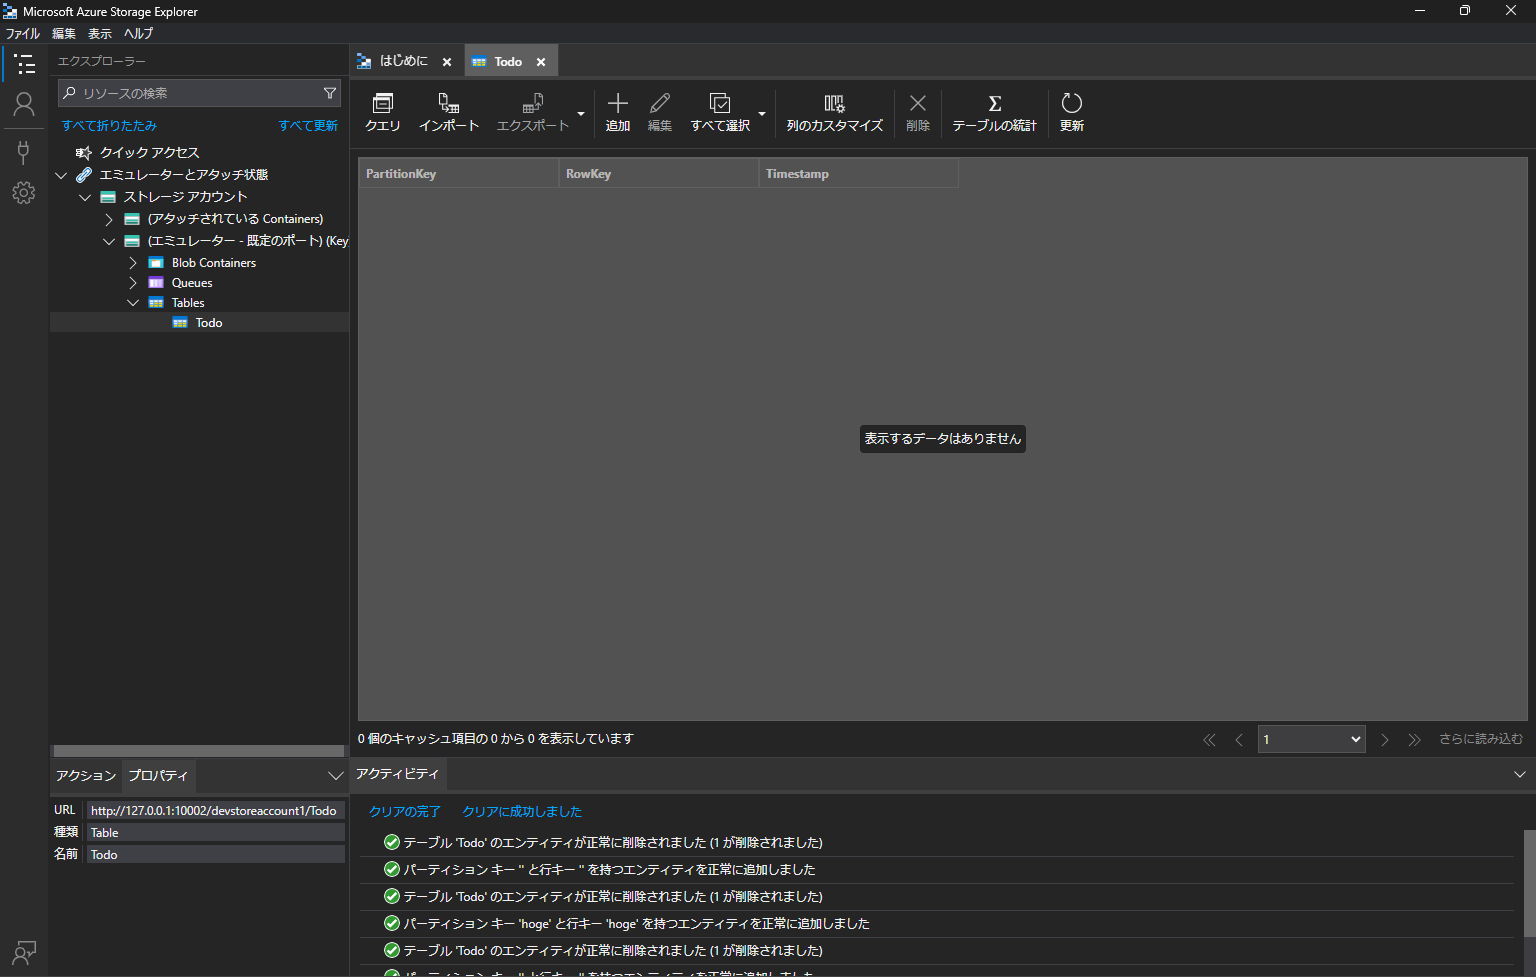 Microsoft Azure Storage Explorer
ファイル 編集 表示 ヘルプ
エクスプローラー
リソースの検索
すべて折りたたみ すべて更新
クイック アクセス
エミュレーターとアタッチ状態
ストレージ アカウント
(アタッチされている Containers)
(エミュレーター - 既定のポート) (Key
Blob Containers
Queues
Tables
Todo
アクション プロパティ
URL http://127.0.0.1:10002/devstoreaccount1/Todo
種類 Table
名前 Todo
はじめに Todo
クエリ インポート エクスポート 追加 編集 すべて選択 列のカスタマイズ 削除 テーブルの統計 更新
PartitionKey RowKey Timestamp
表示するデータはありません
0 個のキャッシュ項目の 0 から 0 を表示しています
1 さらに読み込む
アクティビティ
クリアの完了 クリアに成功しました
テーブル 'Todo' のエンティティが正常に削除されました (1 が削除されました)
パーティション キー '' と行キー '' を持つエンティティを正常に追加しました
テーブル 'Todo' のエンティティが正常に削除されました (1 が削除されました)
パーティション キー 'hoge' と行キー 'hoge' を持つエンティティを正常に追加しました
テーブル 'Todo' のエンティティが正常に削除されました (1 が削除されました)